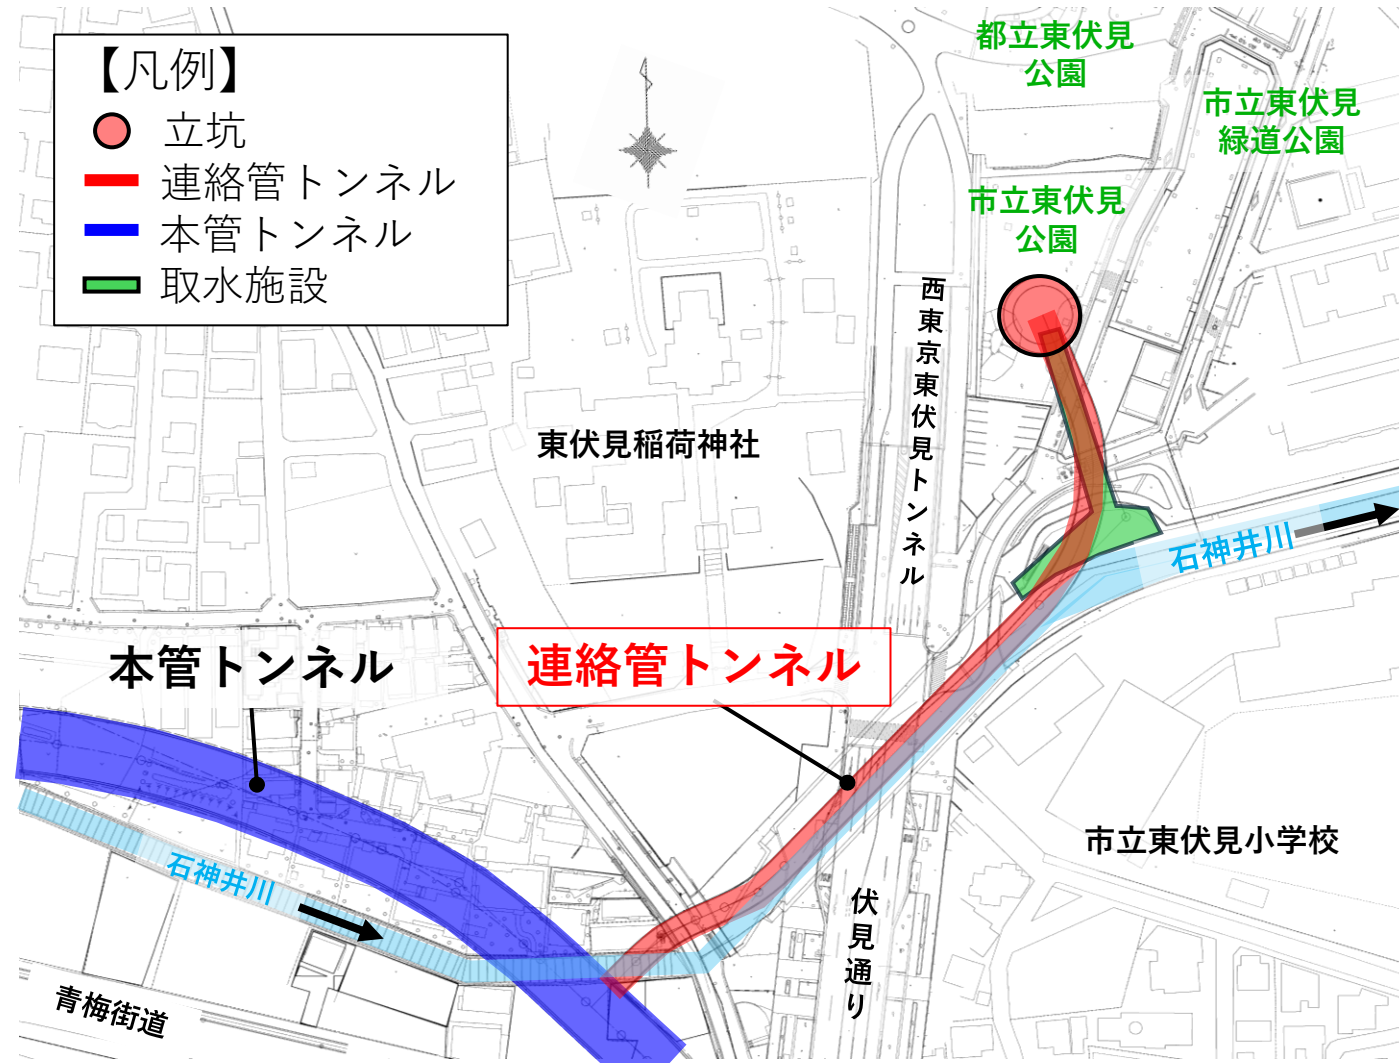 【凡例】
立坑
連絡管トンネル
本管トンネル
取水施設
都立東伏見
公園
市立東伏見
緑道公園
市立東伏見
公園
西東京東伏見トンネル
東伏見稲荷神社
石神井川
本管トンネル
連絡管トンネル
市立東伏見小学校
石神井川
伏見通り
青梅街道